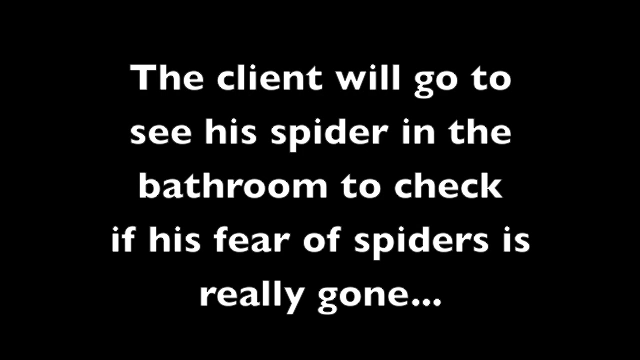 The client will go to
see his spider in the
bathroom to check
if his fear of spiders is
really gone...